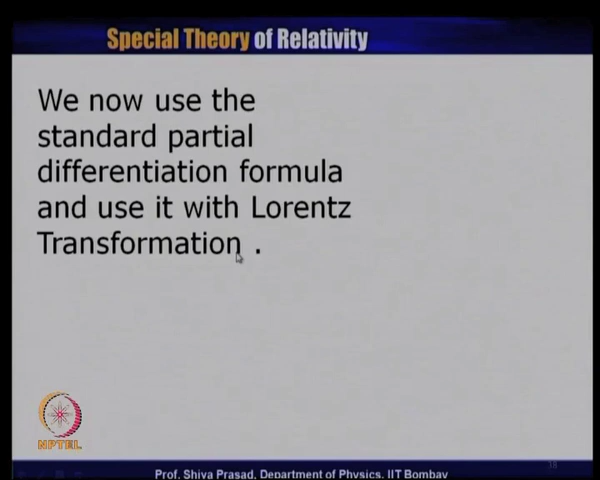 Special Theory of Relativity
We now use the
standard partial
differentiation formula
and use it with Lorentz
Transformation .
NPTEL
Prof. Shiva Prasad, Department of Physics, IIT Bombay
38